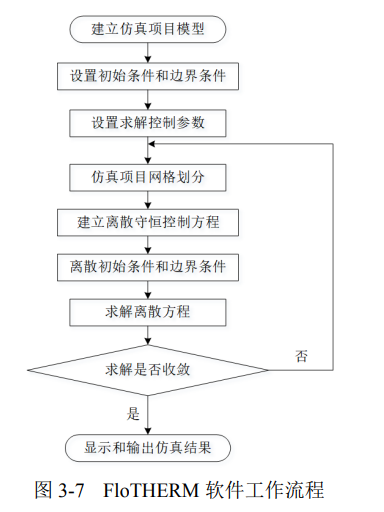 建立仿真项目模型
设置初始条件和边界条件
设置求解控制参数
仿真项目网格划分
建立离散守恒控制方程
离散初始条件和边界条件
求解离散方程
求解是否收敛
否
是
显示和输出仿真结果
图 3-7 FloTHERM 软件工作流程